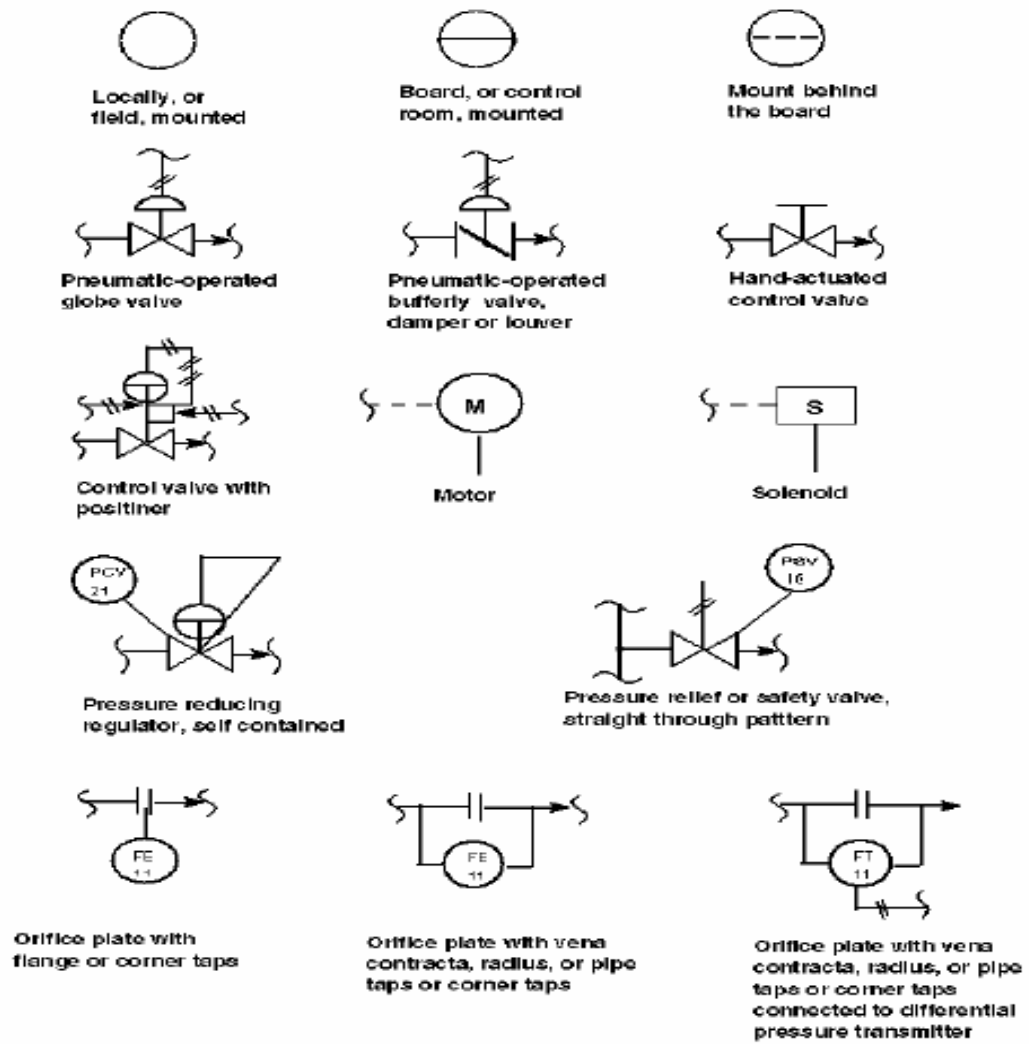 Locally, or
field, mounted
Board, or control
room, mounted
Mount behind
the board
Pneumatic-operated
globe valve
Pneumatic-operated
bufferly valve,
damper or louver
Hand-actuated
control valve
Control valve with
positiner
M
Motor
S
Solenoid
PCV
21
Pressure reducing
regulator, self contained
PSV
16
Pressure relief or safety valve,
straight through patttern
FE
11
Orifice plate with
flange or corner taps
FE
11
Orifice plate with vena
contracta, radius, or pipe
taps or corner taps
FT
11
Orifice plate with vena
contracta, radius, or pipe
taps or corner taps
connected to differential
pressure transmitter